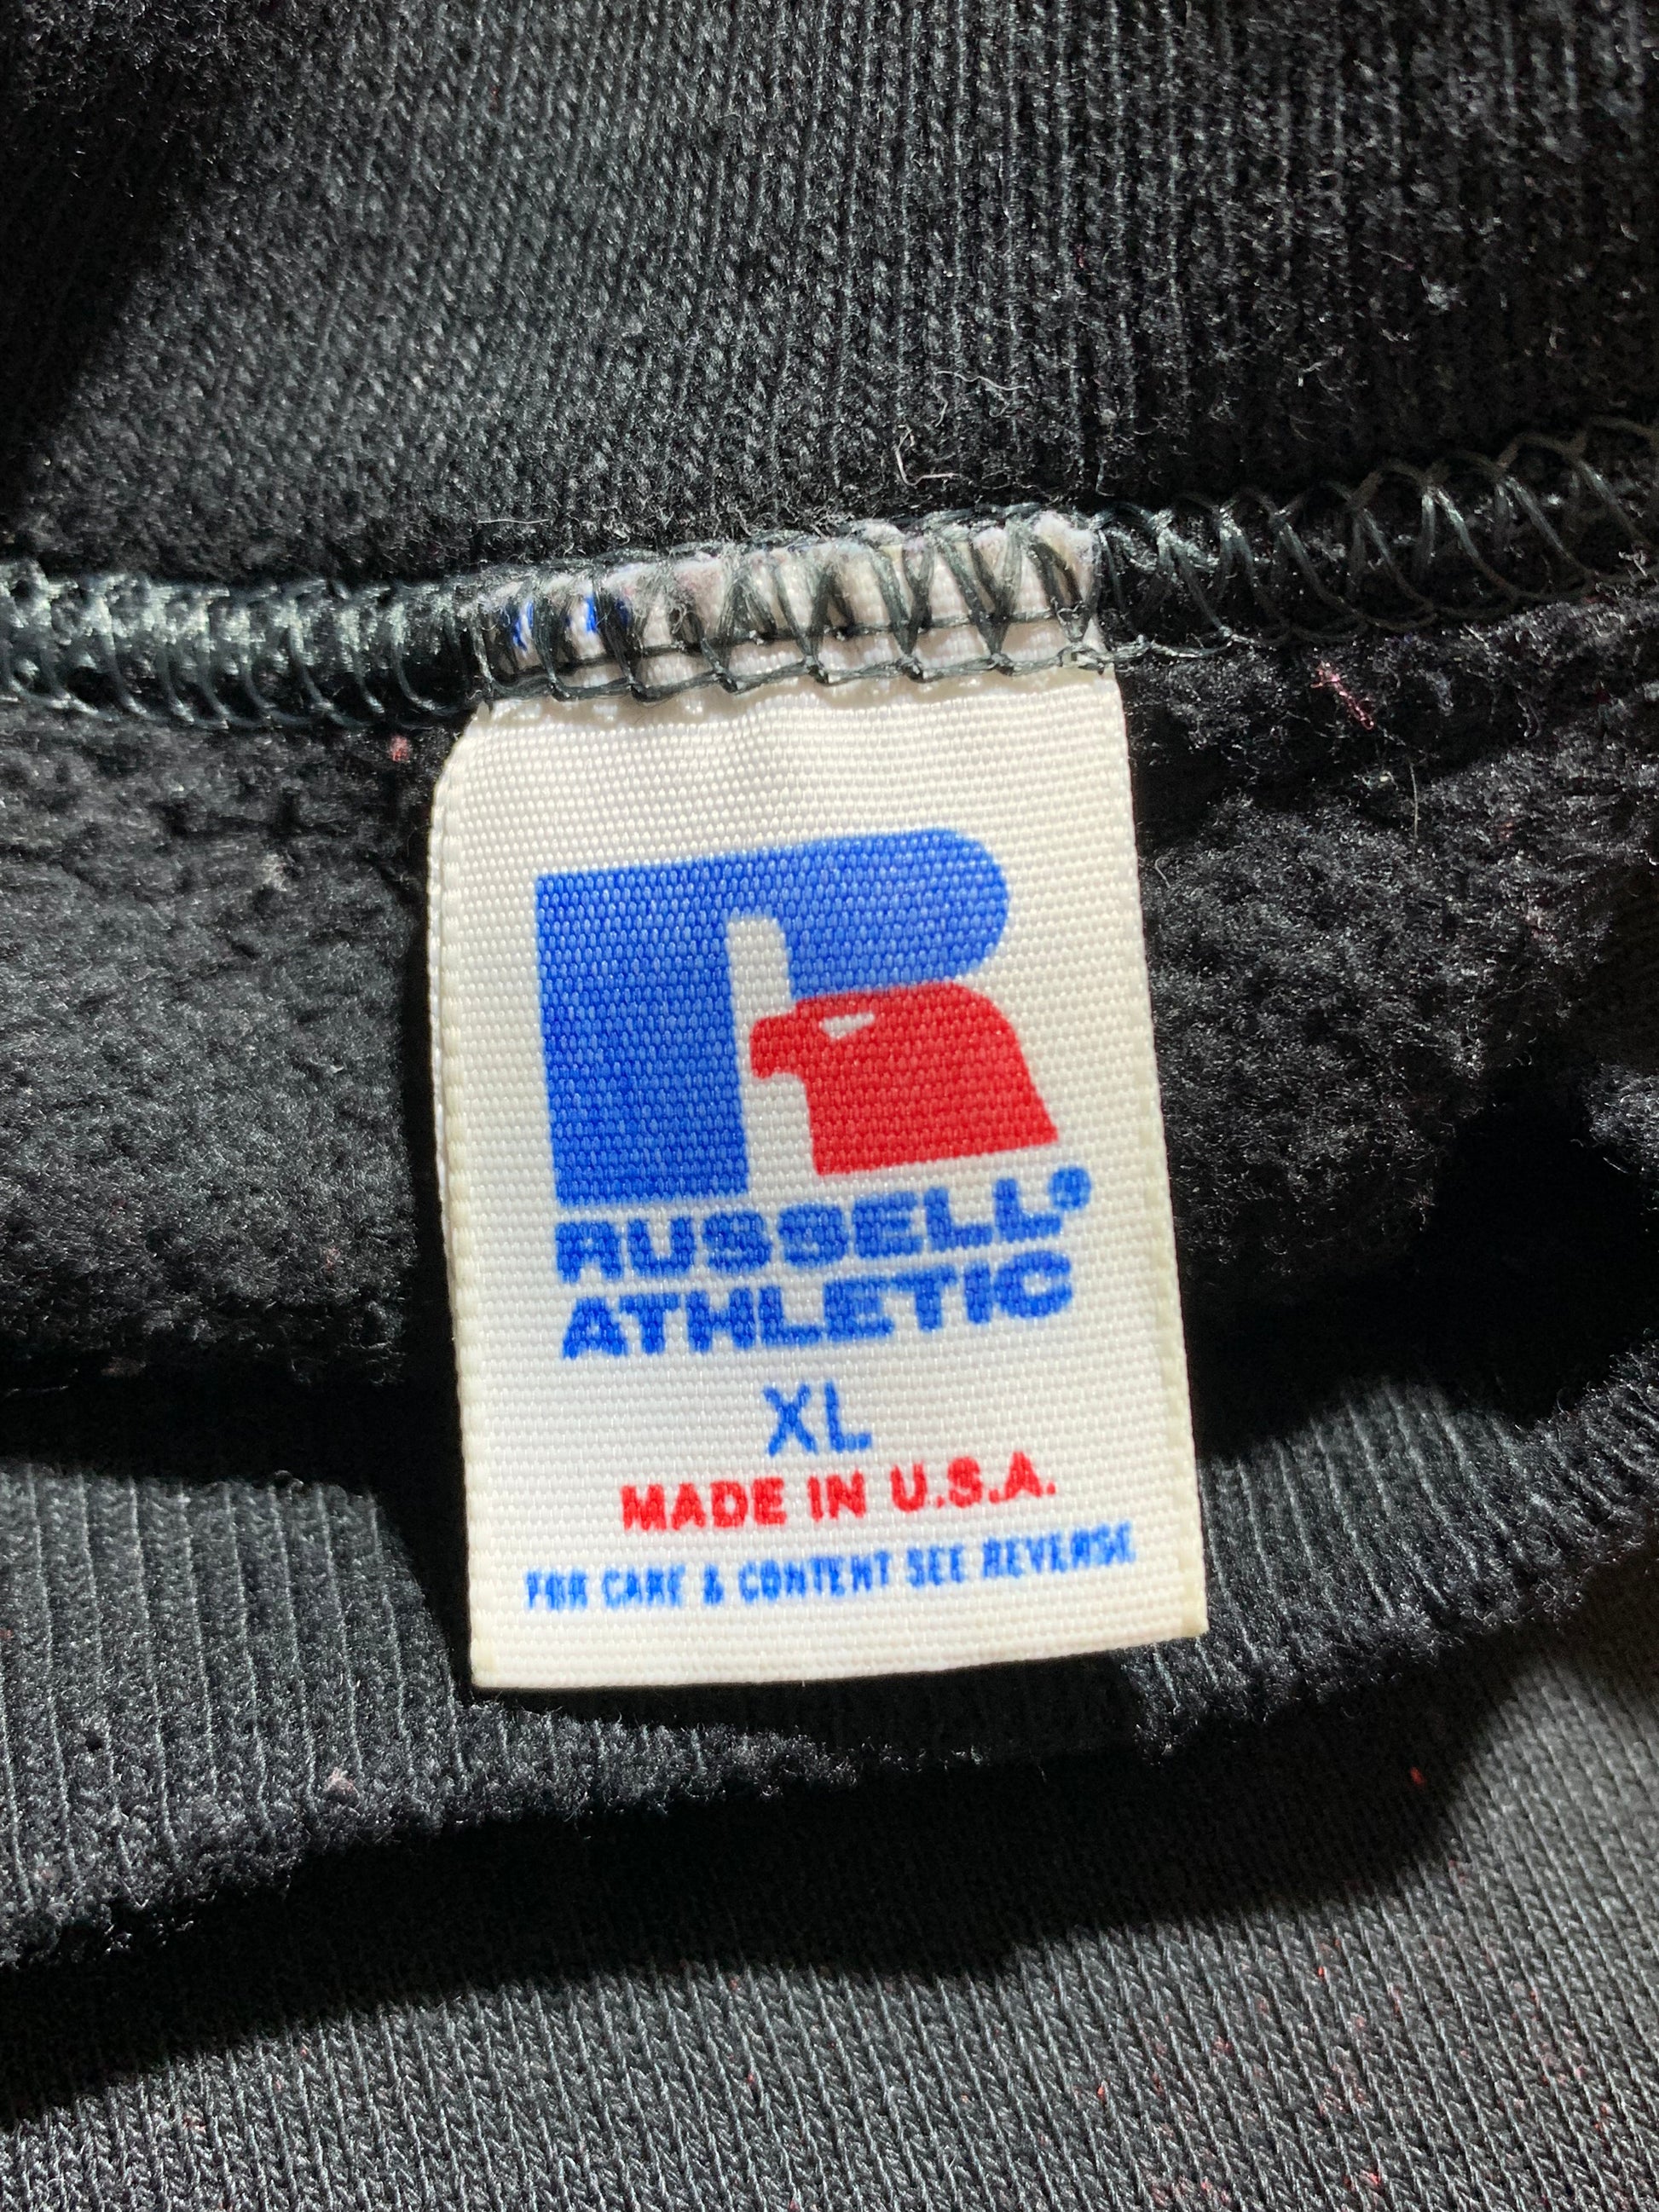 RUSSELL®
ATHLETIC
XL
MADE IN U.S.A.
FOR CARE & CONTENT SEE REVERSE